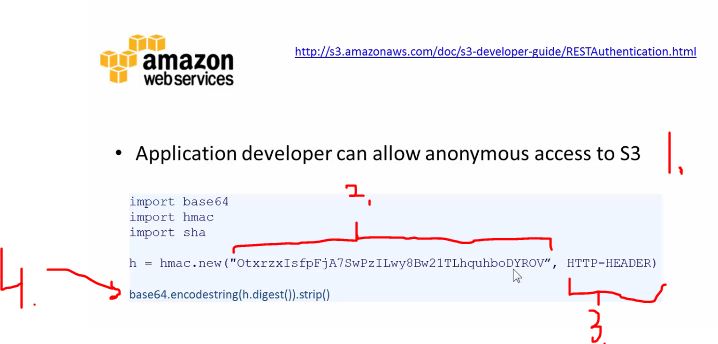 amazon
webservices
http://s3.amazonaws.com/doc/s3-developer-guide/RESTAuthentication.html
• Application developer can allow anonymous access to S3
1.
2.
import base64
import hmac
import sha
h = hmac.new("OtxrzxIsfpFjA7SwPzILwy8Bw21TLhquhboDYROV", HTTP-HEADER)
4.
base64.encodestring(h.digest()).strip()
3.